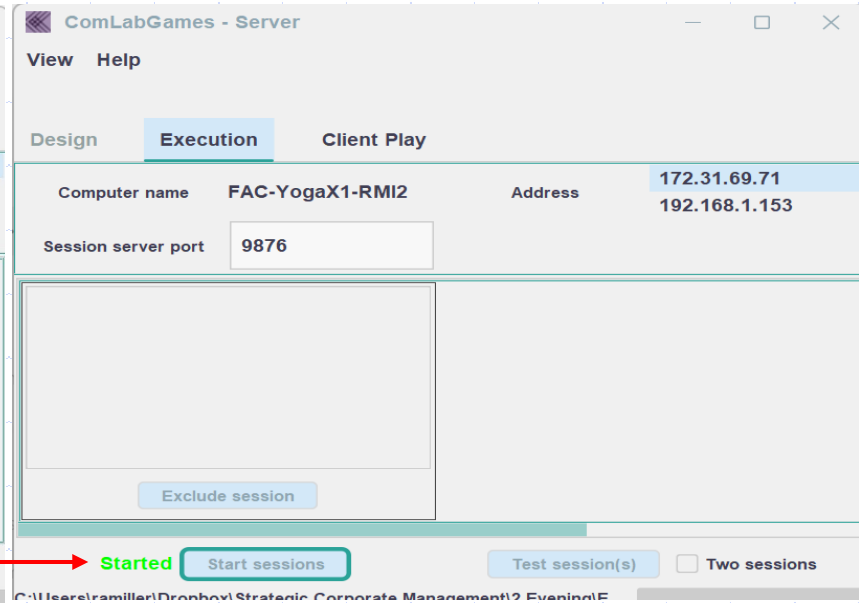 ComLabGames - Server
View Help
Design Execution Client Play
Computer name FAC-YogaX1-RMI2 Address 172.31.69.71
192.168.1.153
Session server port 9876
Exclude session
Started Start sessions Test session(s) Two sessions
C:\Users\ramiller\Dropbox\Strategic Corporate Management\2 Evening\E